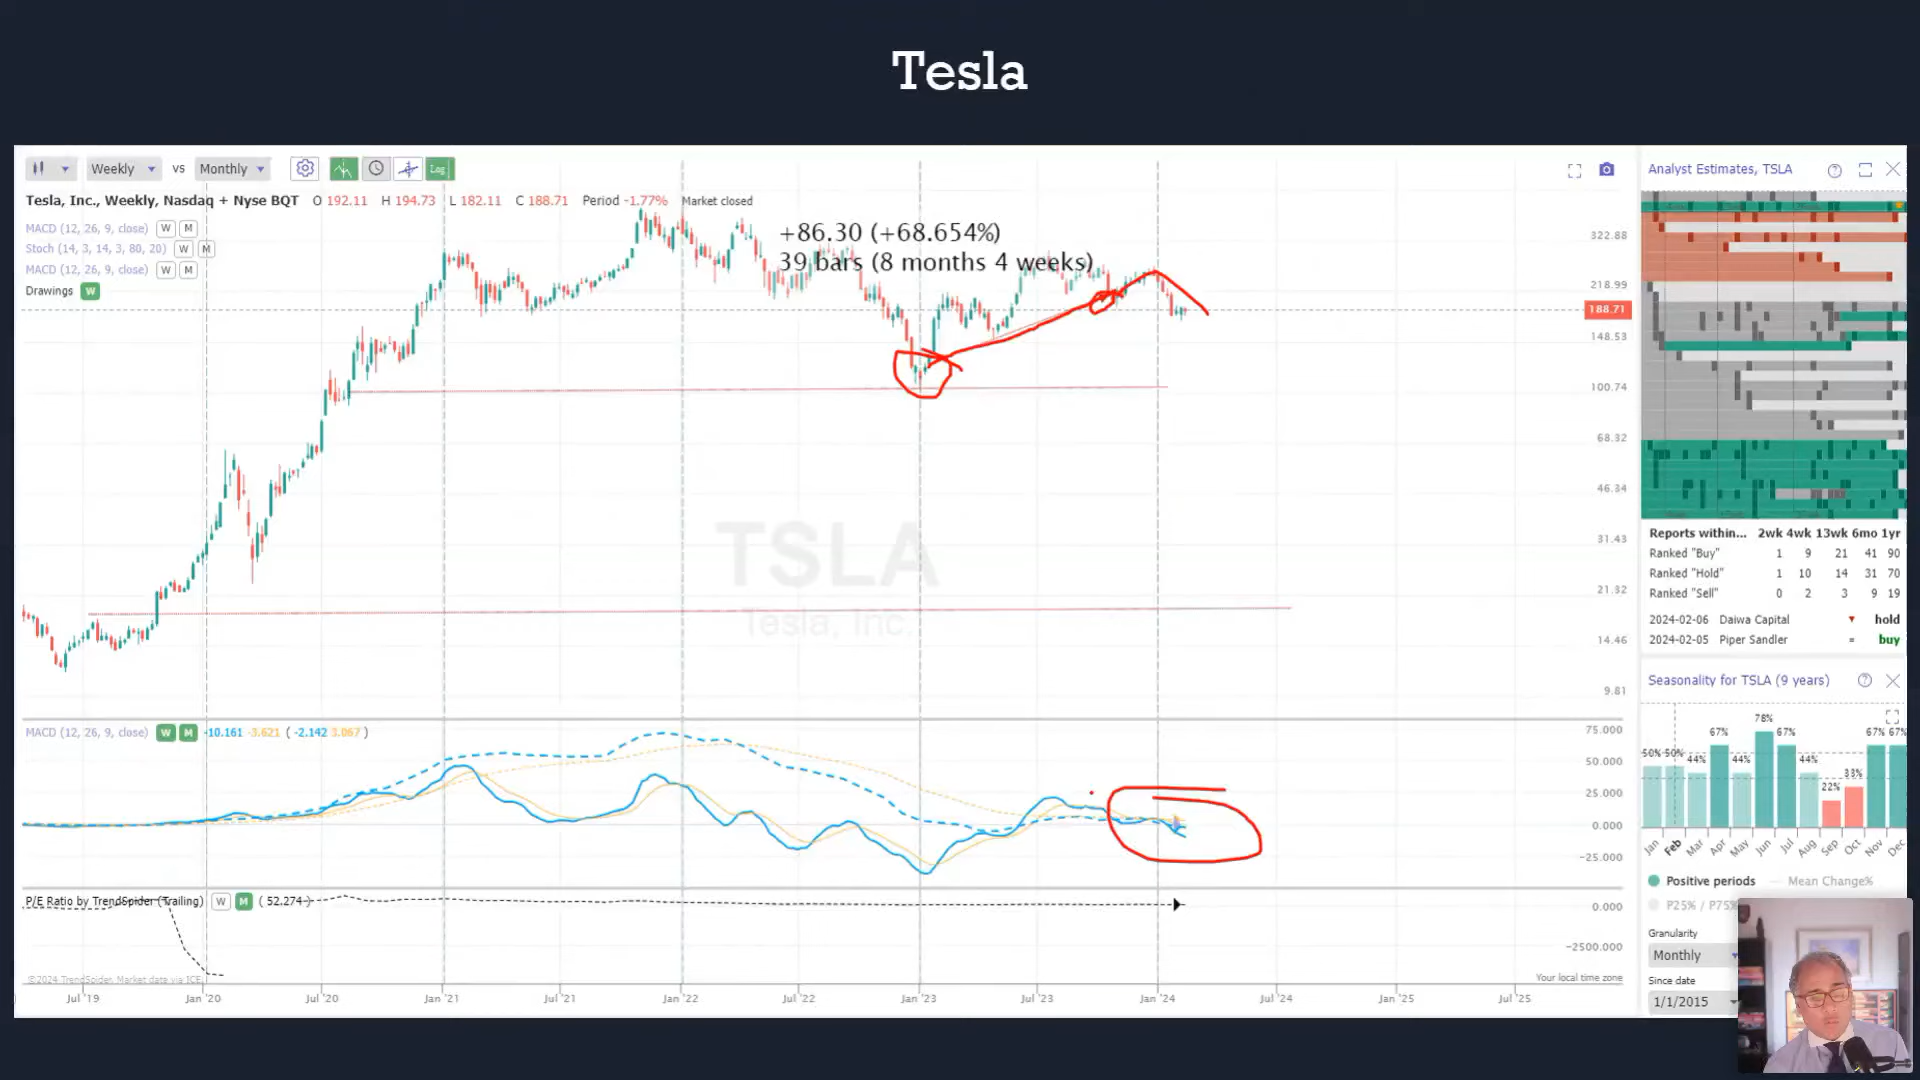 Tesla
Weekly vs Monthly Log
Tesla, Inc., Weekly, Nasdaq + Nyse BQT O 192.11 H 194.73 L 182.11 C 188.71 Period -1.77% Market closed
MACD (12, 26, 9, close) W M
Stoch (14, 3, 14, 3, 80, 20) W M
MACD (12, 26, 9, close) W M
Drawings W
+86.30 (+68.654%)
39 bars (8 months 4 weeks)
322.88
218.99
188.71
148.53
100.74
68.32
46.34
31.43
21.32
14.46
9.81
TSLA
Tesla, Inc.
MACD (12, 26, 9, close) W M -10.161 -3.621 ( -2.142 3.067 )
75.000
50.000
25.000
0.000
-25.000
P/E Ratio by TrendSpider (Trailing) W M ( 52.274 )
0.000
-2500.000
©2024 TrendSpider, Market data via ICE
Your local time zone
Jul '19 Jan '20 Jul '20 Jan '21 Jul '21 Jan '22 Jul '22 Jan '23 Jul '23 Jan '24 Jul '24 Jan '25 Jul '25
Analyst Estimates, TSLA
Reports within... 2wk 4wk 13wk 6mo 1yr
Ranked "Buy" 1 9 21 41 90
Ranked "Hold" 1 10 14 31 70
Ranked "Sell" 0 2 3 9 19
2024-02-06 Daiwa Capital hold
2024-02-05 Piper Sandler = buy
Seasonality for TSLA (9 years)
50% 50% 44% 67% 44% 78% 67% 44% 22% 33% 67% 67%
Jan Feb Mar Apr May Jun Jul Aug Sep Oct Nov Dec
Positive periods Mean Change%
P25% / P75%
Granularity
Monthly
Since date
1/1/2015